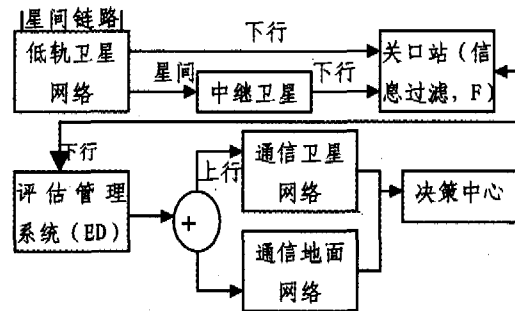 星间链路
低轨卫星
网络
下行
星间
中继卫星
下行
关口站（信
息过滤，F）
下行
评估管理
系统（ED）
+
上行
通信卫星
网络
通信地面
网络
决策中心